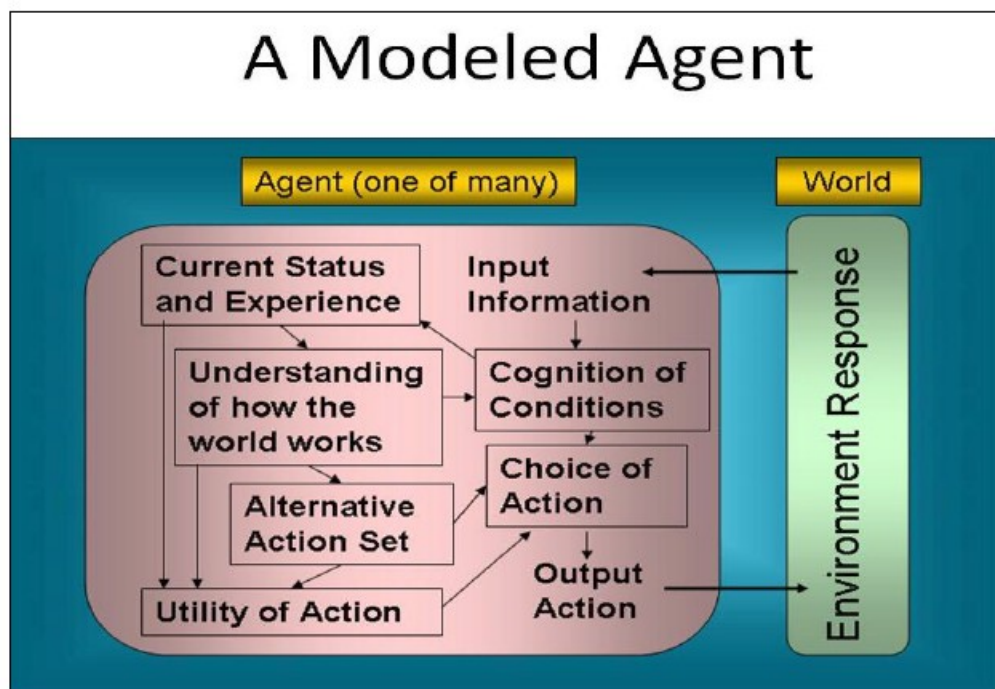 A Modeled Agent
Agent (one of many)
World
Current Status
and Experience
Input
Information
Understanding
of how the
world works
Cognition of
Conditions
Alternative
Action Set
Choice of
Action
Utility of Action
Output
Action
Environment Response